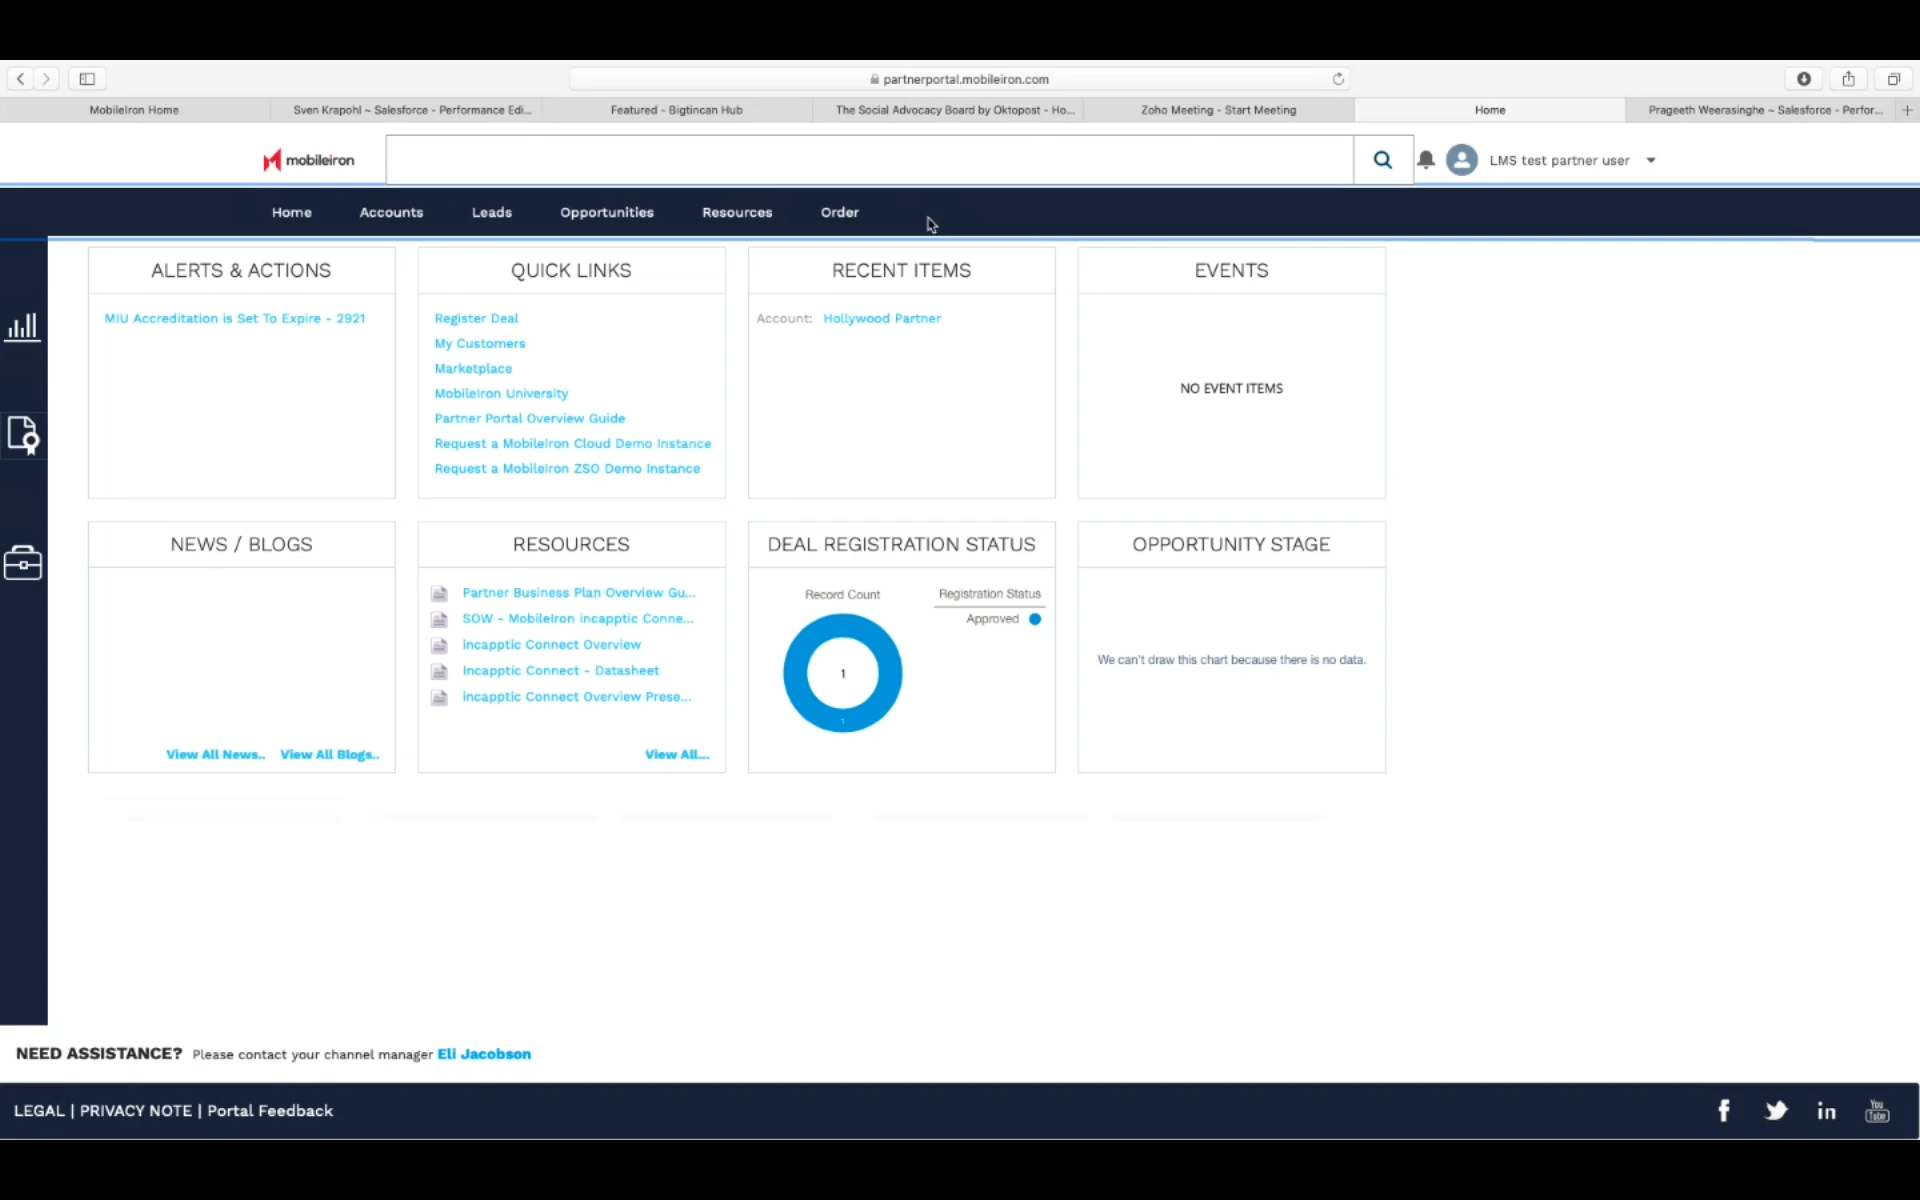 partnerportal.mobileiron.com
MobileIron Home
Sven Krapohl ~ Salesforce - Performance Edi...
Featured - Bigtincan Hub
The Social Advocacy Board by Oktopost - Ho...
Zoho Meeting - Start Meeting
Home
Prageeth Weerasinghe ~ Salesforce - Perfor...
mobileiron
LMS test partner user
Home
Accounts
Leads
Opportunities
Resources
Order
ALERTS & ACTIONS
MIU Accreditation is Set To Expire - 2921
QUICK LINKS
Register Deal
My Customers
Marketplace
MobileIron University
Partner Portal Overview Guide
Request a MobileIron Cloud Demo Instance
Request a MobileIron ZSO Demo Instance
RECENT ITEMS
Account: Hollywood Partner
EVENTS
NO EVENT ITEMS
NEWS / BLOGS
View All News.. View All Blogs..
RESOURCES
Partner Business Plan Overview Gu...
SOW - MobileIron incapptic Conne...
incapptic Connect Overview
Incapptic Connect - Datasheet
incapptic Connect Overview Prese...
View All...
DEAL REGISTRATION STATUS
Record Count
Registration Status
Approved
1
1
OPPORTUNITY STAGE
We can't draw this chart because there is no data.
NEED ASSISTANCE? Please contact your channel manager Eli Jacobson
LEGAL | PRIVACY NOTE | Portal Feedback
You
Tube